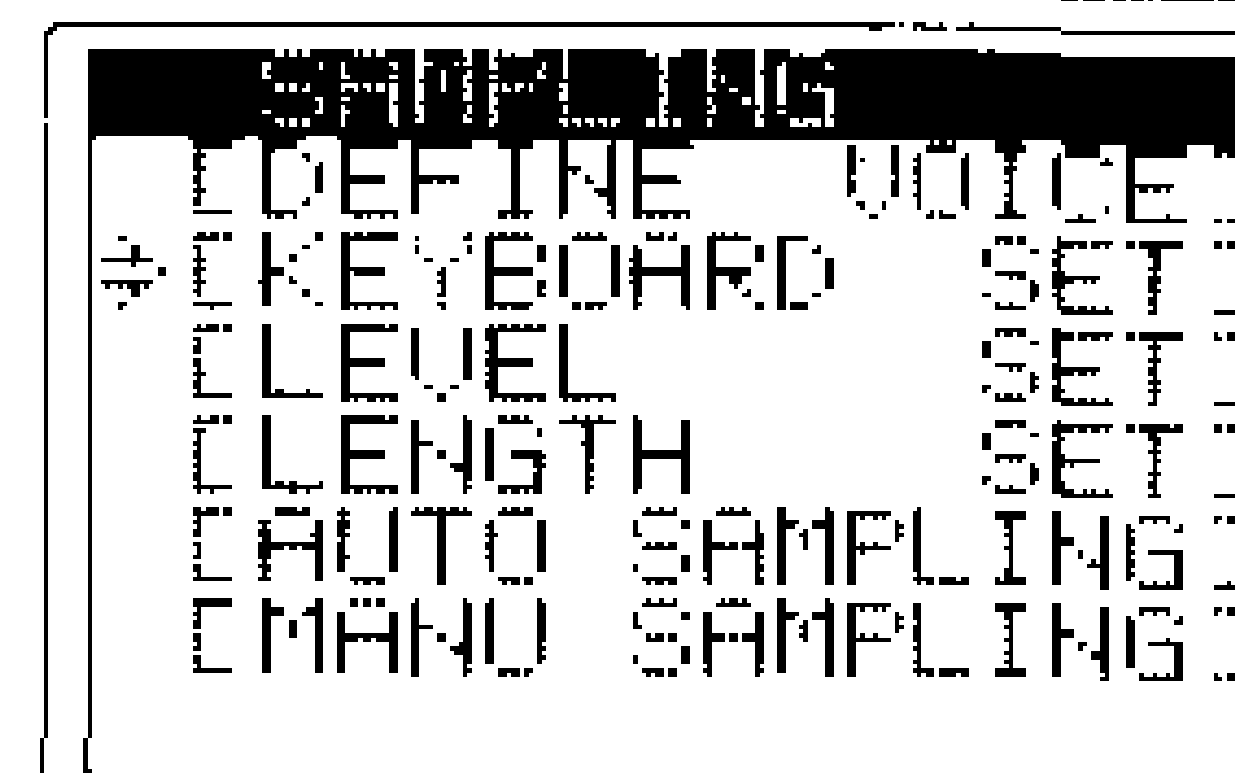 SAMPLING
[DEFINE VOICE]
→[KEYBOARD SET]
[LEVEL SET]
[LENGTH SET]
[AUTO SAMPLING]
[MANU SAMPLING]